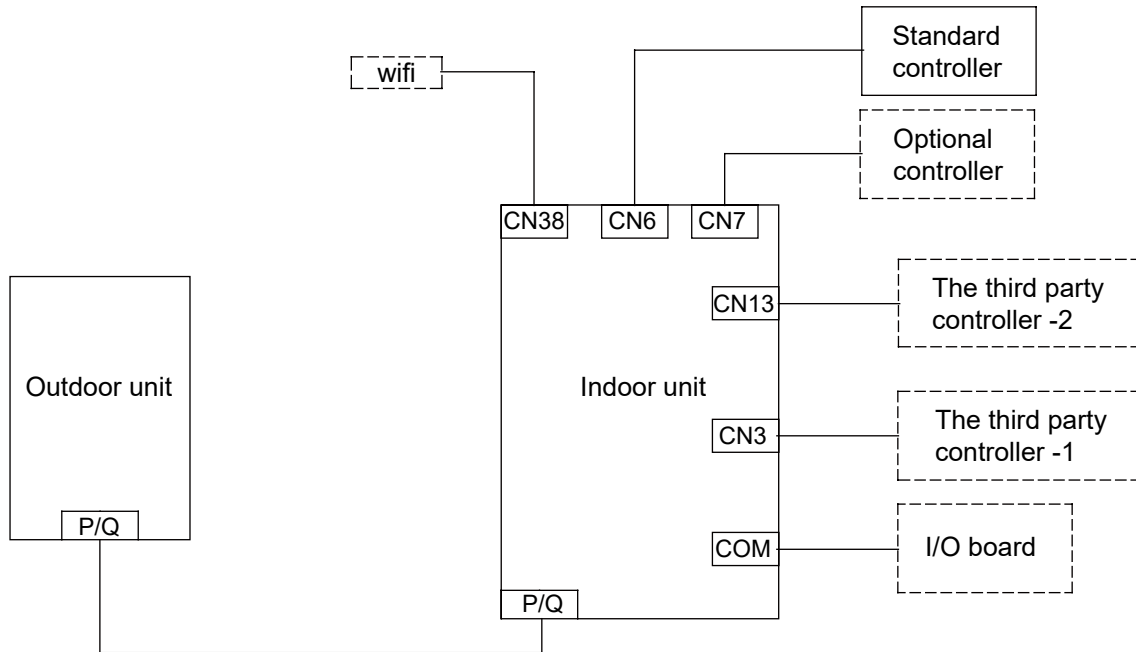 Standard
controller
wifi
Optional
controller
CN38
CN6
CN7
CN13
The third party
controller -2
Outdoor unit
Indoor unit
CN3
The third party
controller -1
P/Q
COM
I/O board
P/Q